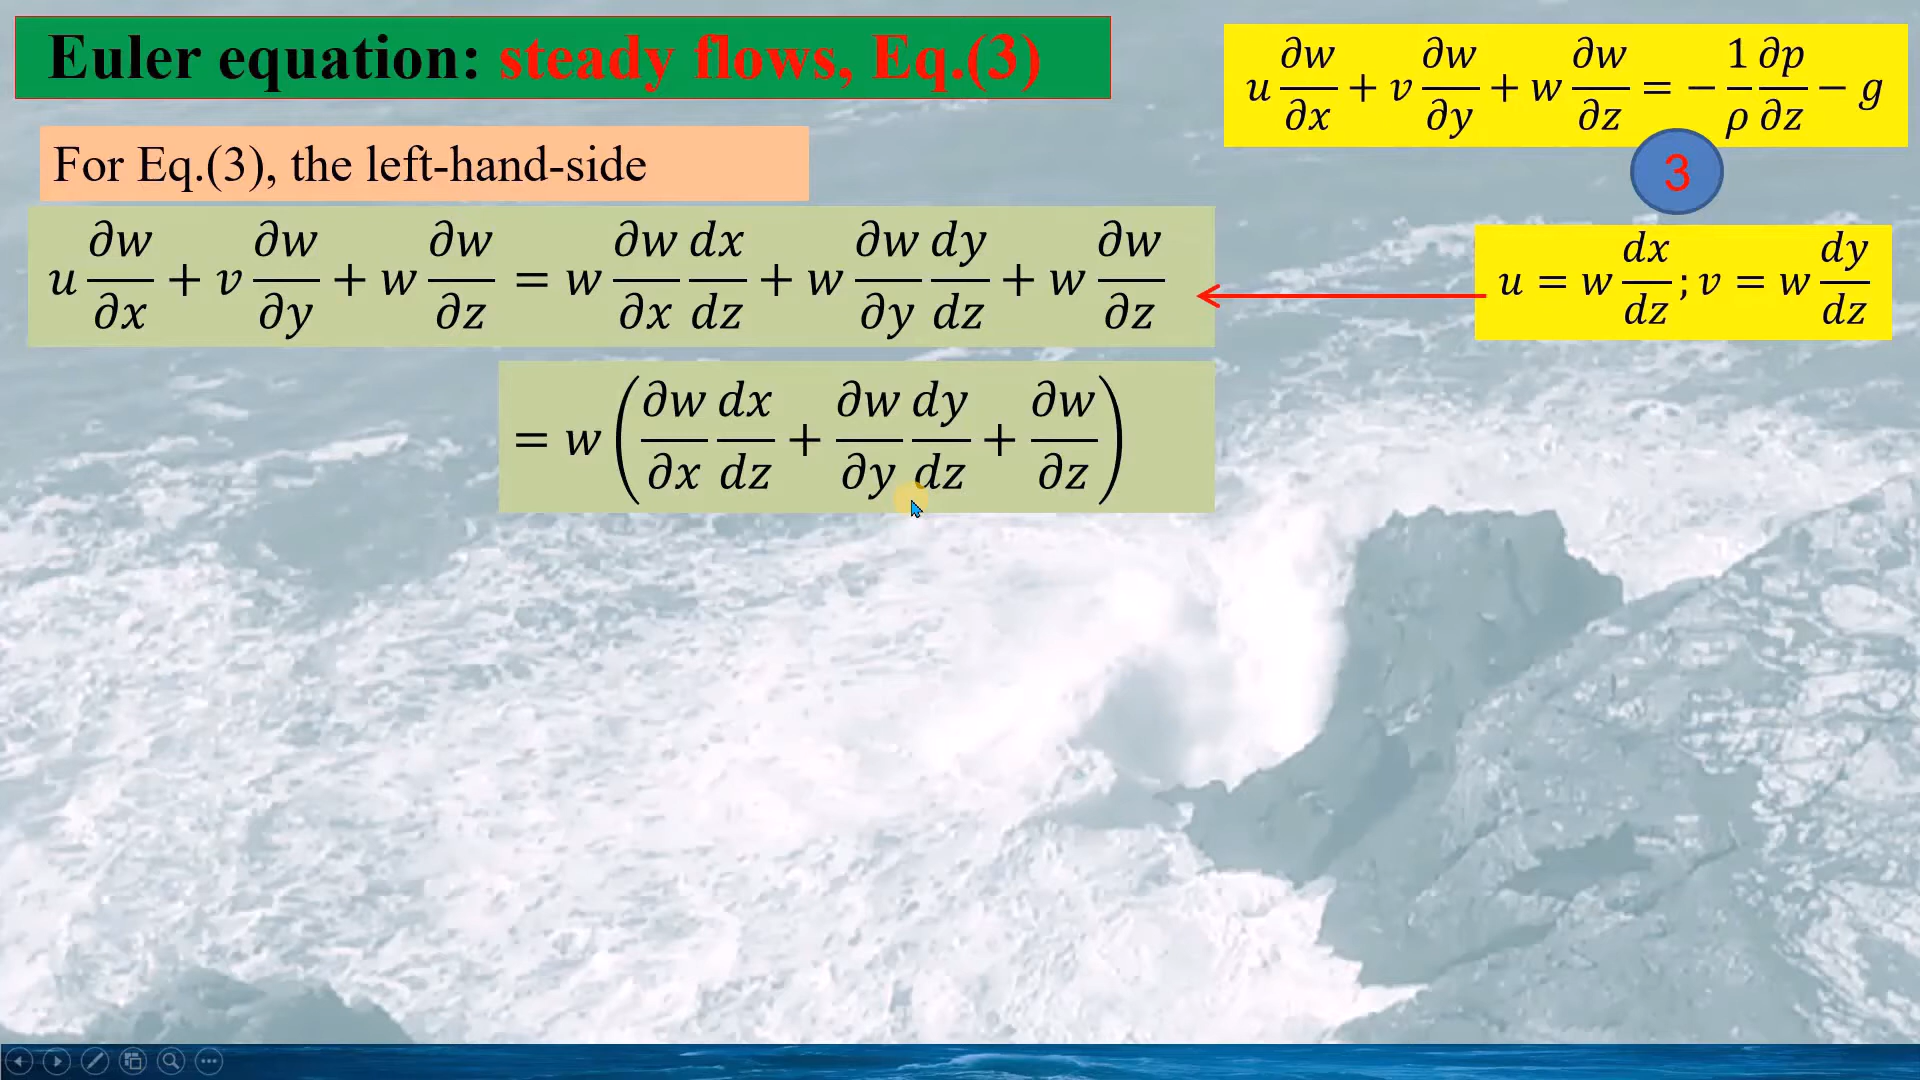 Euler equation: steady flows, Eq.(3)
u ∂w/∂x + v ∂w/∂y + w ∂w/∂z = − 1/ρ ∂p/∂z − g
3
For Eq.(3), the left-hand-side
u ∂w/∂x + v ∂w/∂y + w ∂w/∂z = w ∂w/∂x dx/dz + w ∂w/∂y dy/dz + w ∂w/∂z
u = w dx/dz ; v = w dy/dz
= w ( ∂w/∂x dx/dz + ∂w/∂y dy/dz + ∂w/∂z )